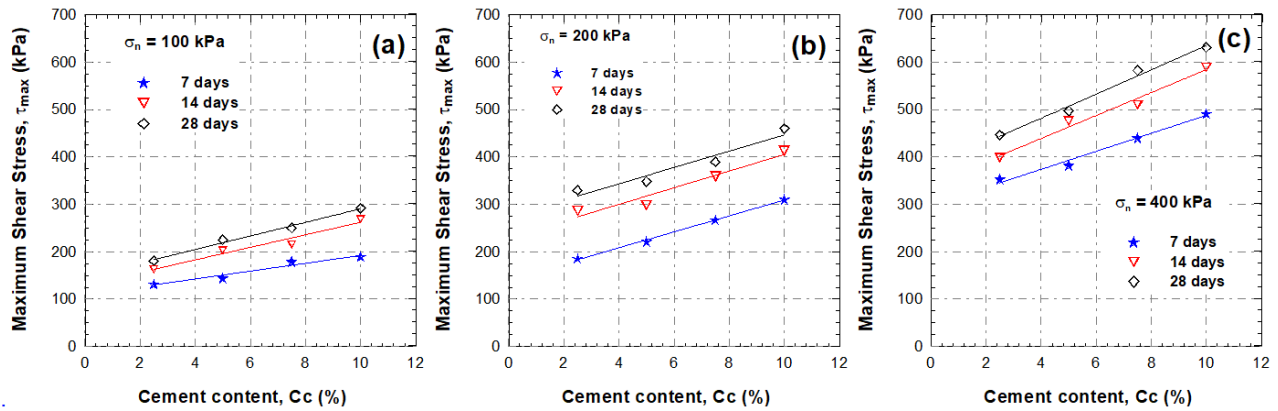 700
600
500
400
300
200
100
0
0 2 4 6 8 10 12
Maximum Shear Stress, τmax (kPa)
Cement content, Cc (%)
σn = 100 kPa
(a)
7 days
14 days
28 days
700
600
500
400
300
200
100
0
0 2 4 6 8 10 12
Maximum Shear Stress, τmax (kPa)
Cement content, Cc (%)
σn = 200 kPa
(b)
7 days
14 days
28 days
700
600
500
400
300
200
100
0
0 2 4 6 8 10 12
Maximum Shear Stress, τmax (kPa)
Cement content, Cc (%)
(c)
σn = 400 kPa
7 days
14 days
28 days